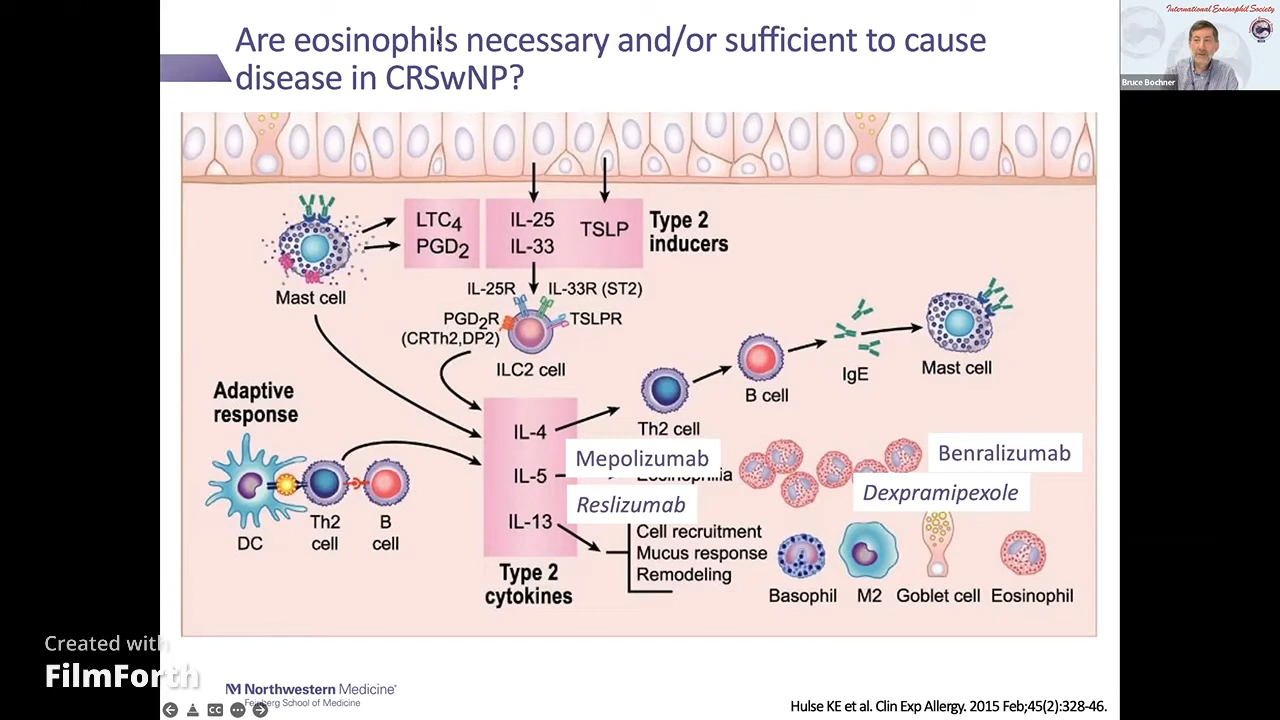 Are eosinophils necessary and/or sufficient to cause
disease in CRSwNP?
International Eosinophil Society
Bruce Bochner
LTC4
PGD2
IL-25
IL-33
TSLP
Type 2
inducers
Mast cell
IL-25R
IL-33R (ST2)
PGD2R
(CRTh2,DP2)
TSLPR
ILC2 cell
Adaptive
response
DC
Th2
cell
B
cell
IL-4
IL-5
IL-13
Type 2
cytokines
Th2 cell
B cell
IgE
Mast cell
Mepolizumab
Eosinophilia
Reslizumab
Benralizumab
Dexpramipexole
Cell recruitment
Mucus response
Remodeling
Basophil
M2
Goblet cell
Eosinophil
Created with
FilmForth
Northwestern Medicine®
Feinberg School of Medicine
CC
Hulse KE et al. Clin Exp Allergy. 2015 Feb;45(2):328-46.